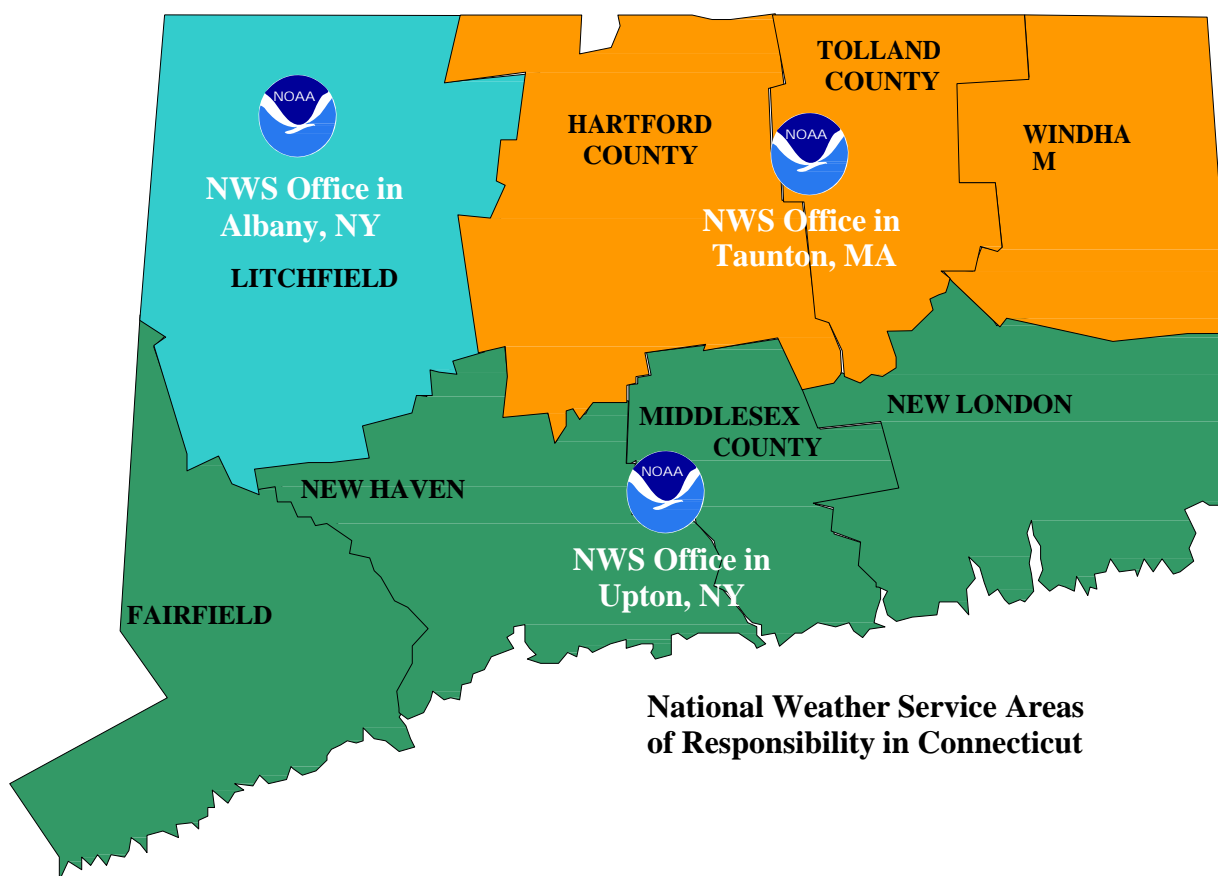 NOAA
NWS Office in
Albany, NY
LITCHFIELD
HARTFORD
COUNTY
TOLLAND
COUNTY
NOAA
NWS Office in
Taunton, MA
WINDHA
M
NEW LONDON
MIDDLESEX
COUNTY
NEW HAVEN
NOAA
NWS Office in
Upton, NY
FAIRFIELD
National Weather Service Areas
of Responsibility in Connecticut